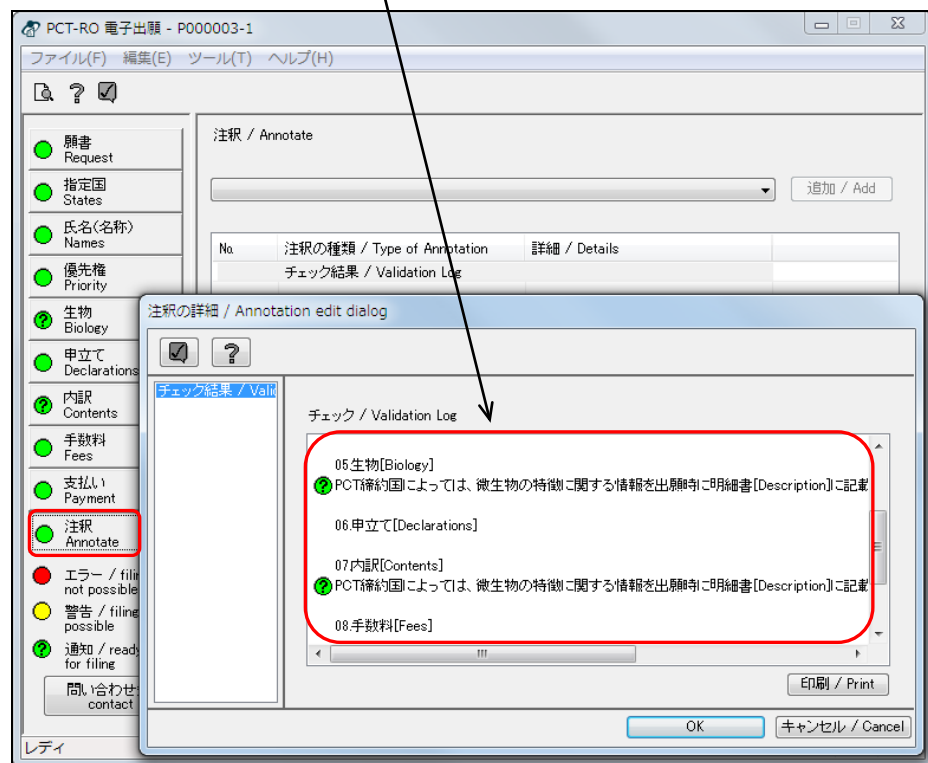 PCT-RO 電子出願 - P000003-1
ファイル(F) 編集(E) ツール(T) ヘルプ(H)
注釈 / Annotate
願書
Request
指定国
States
追加 / Add
氏名(名称)
Names
No. 注釈の種類 / Type of Annotation 詳細 / Details
チェック結果 / Validation Log
優先権
Priority
生物
Biology
申立て
Declarations
内訳
Contents
手数料
Fees
支払い
Payment
注釈
Annotate
エラー / filin
not possible
警告 / filing
possible
通知 / ready
for filing
問い合わせ
contact
レディ
注釈の詳細 / Annotation edit dialog
チェック結果 / Valid
チェック / Validation Log
05.生物[Biology]
PCT締約国によっては、微生物の特徴に関する情報を出願時に明細書[Description]に記載
06.申立て[Declarations]
07.内訳[Contents]
PCT締約国によっては、微生物の特徴に関する情報を出願時に明細書[Description]に記載
08.手数料[Fees]
印刷 / Print
OK
キャンセル / Cancel